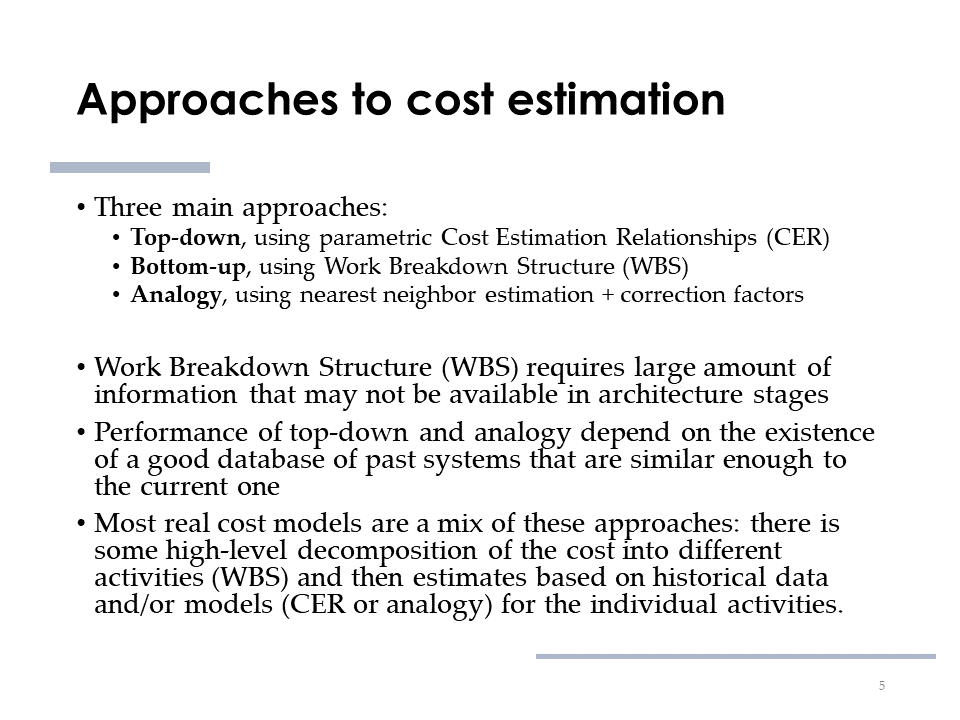 Approaches to cost estimation
• Three main approaches:
• Top-down, using parametric Cost Estimation Relationships (CER)
• Bottom-up, using Work Breakdown Structure (WBS)
• Analogy, using nearest neighbor estimation + correction factors
• Work Breakdown Structure (WBS) requires large amount of
information that may not be available in architecture stages
• Performance of top-down and analogy depend on the existence
of a good database of past systems that are similar enough to
the current one
• Most real cost models are a mix of these approaches: there is
some high-level decomposition of the cost into different
activities (WBS) and then estimates based on historical data
and/or models (CER or analogy) for the individual activities.
5